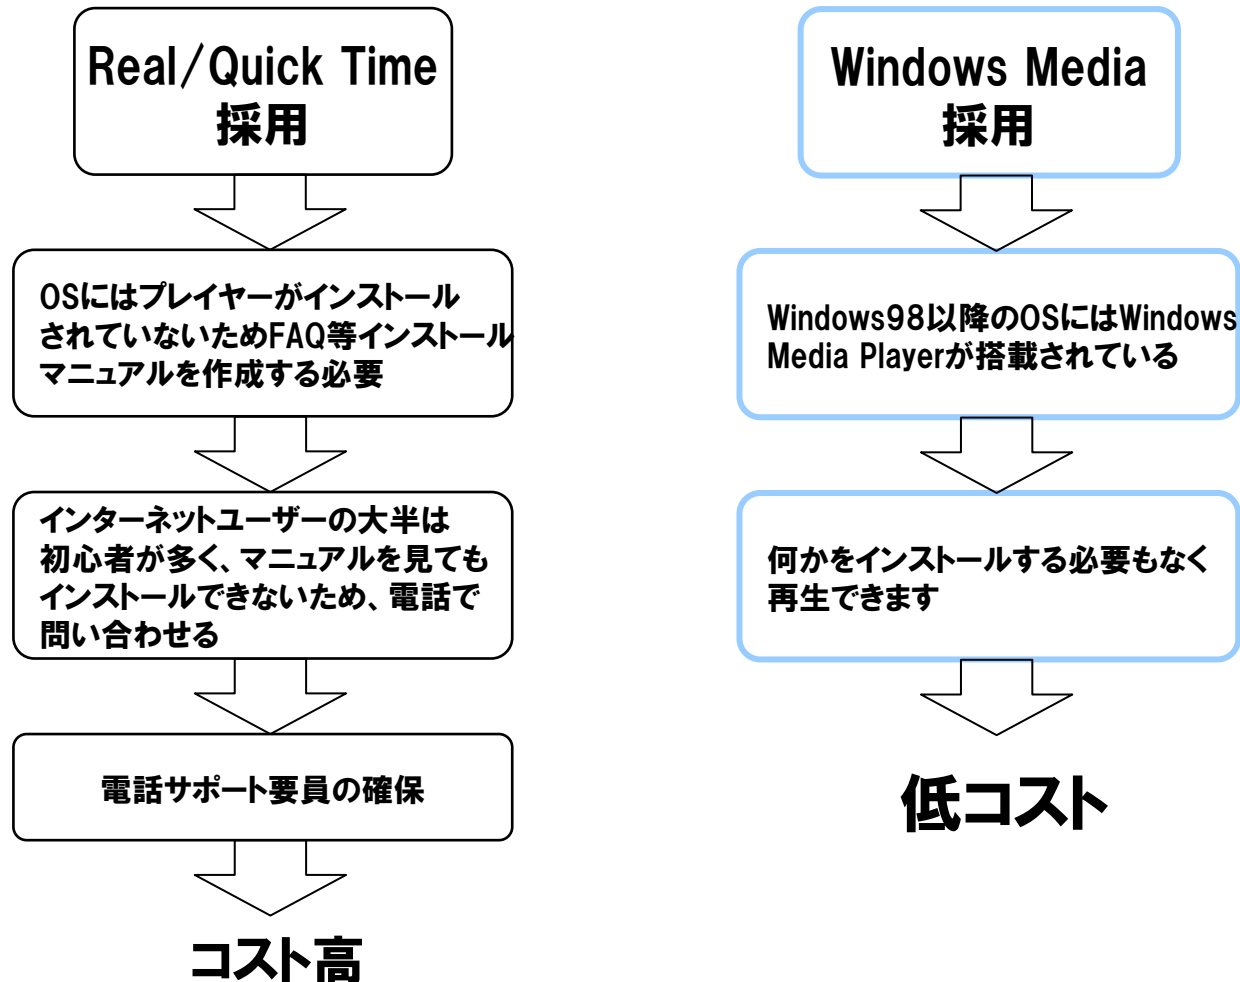 Real/Quick Time
採用
OSにはプレイヤーがインストール
されていないためFAQ等インストール
マニュアルを作成する必要
インターネットユーザーの大半は
初心者が多く、マニュアルを見ても
インストールできないため、電話で
問い合わせる
電話サポート要員の確保
コスト高
Windows Media
採用
Windows98以降のOSにはWindows
Media Playerが搭載されている
何かをインストールする必要もなく
再生できます
低コスト